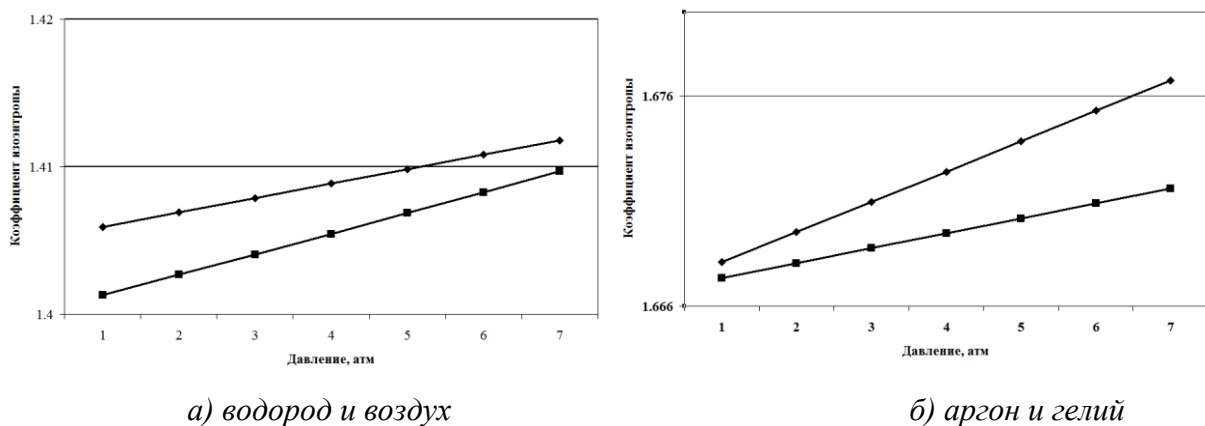 Коэффициент изоэнтропы
1.42
1.41
1.4
1 2 3 4 5 6 7
Давление, атм
а) водород и воздух
Коэффициент изоэнтропы
1.676
1.666
1 2 3 4 5 6 7
Давление, атм
б) аргон и гелий